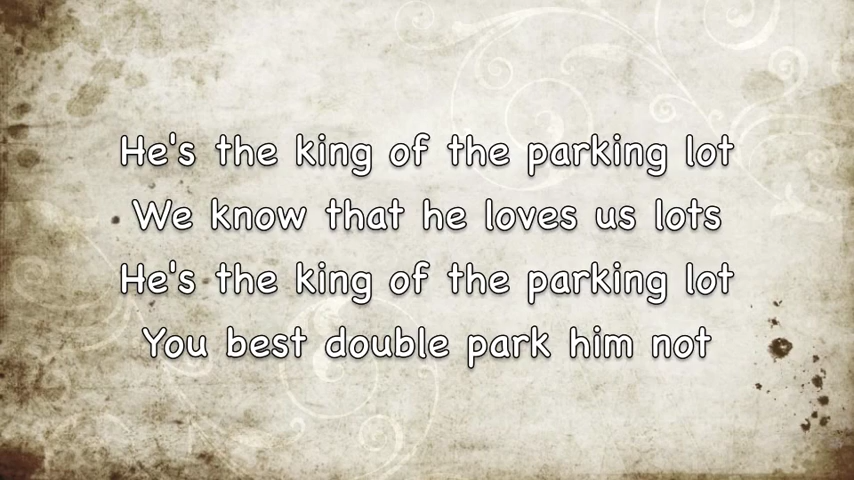 He's the king of the parking lot
We know that he loves us lots
He's the king of the parking lot
You best double park him not